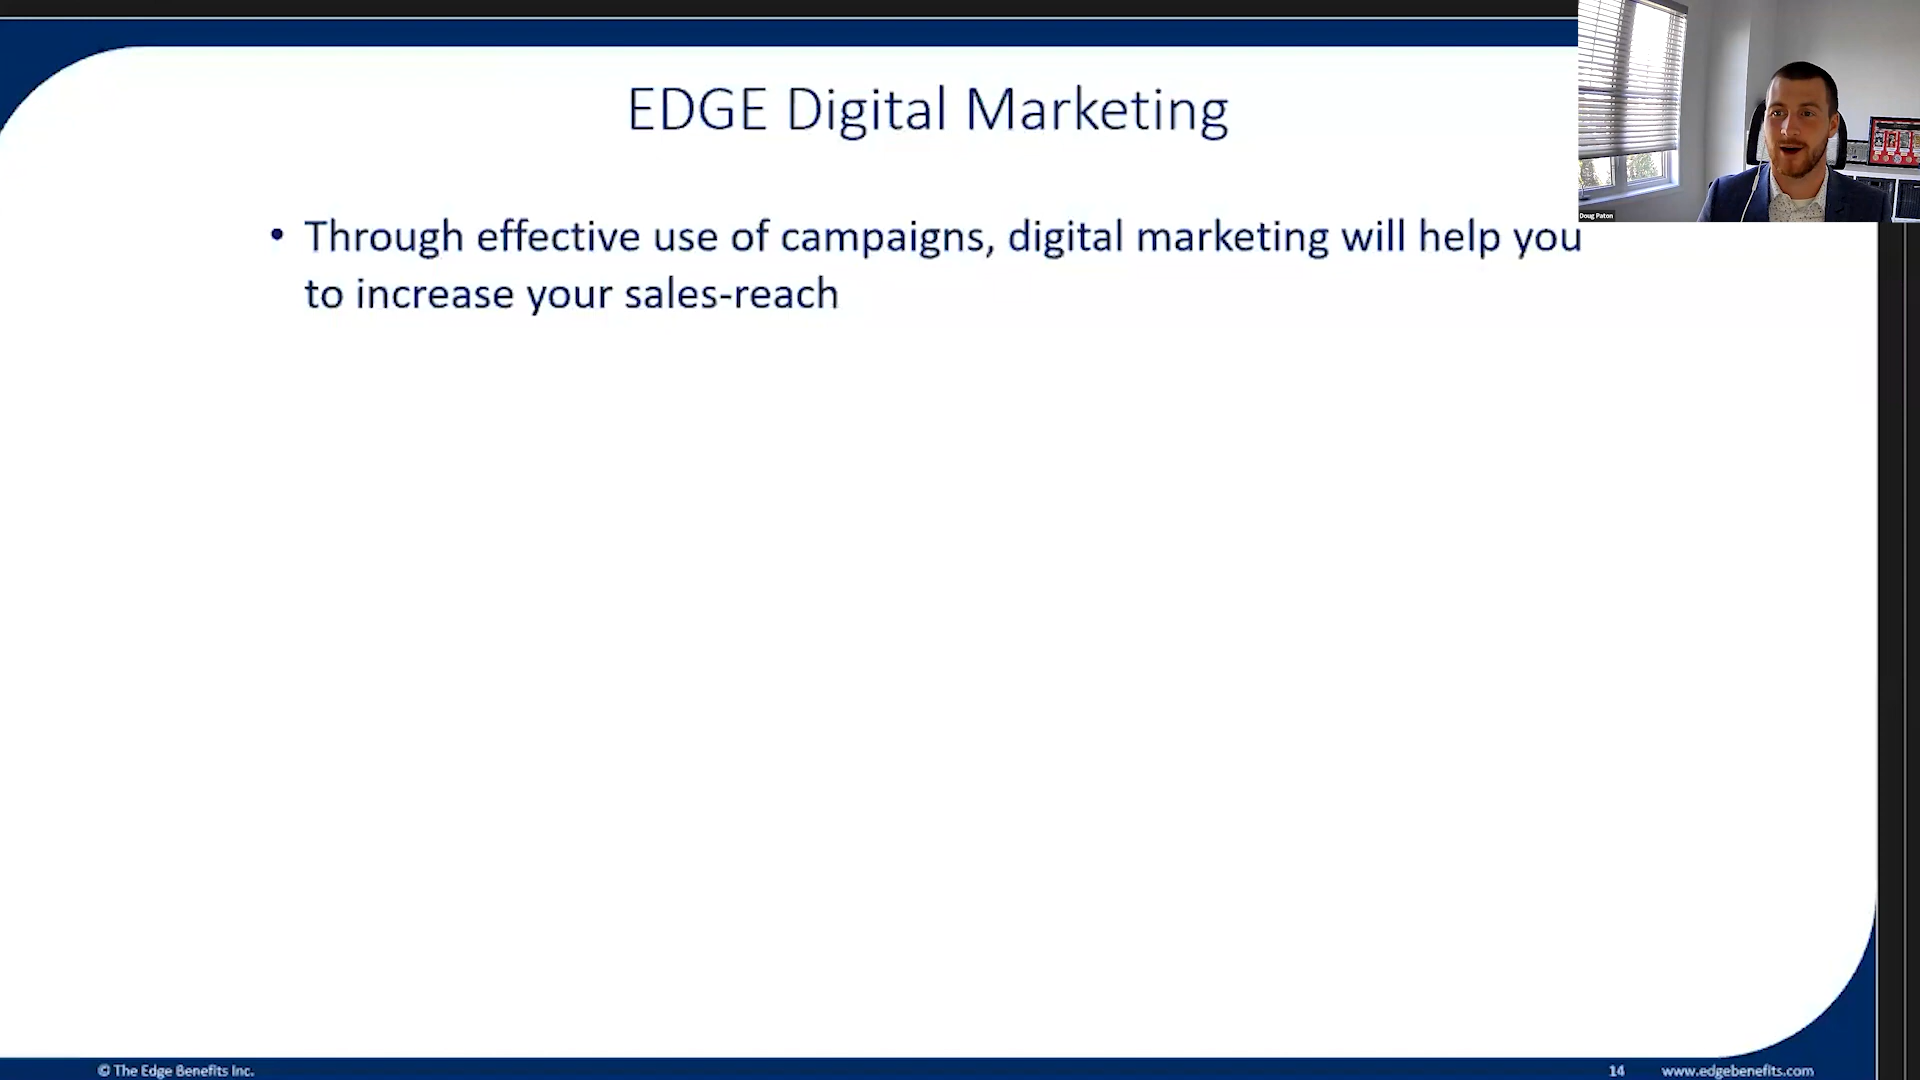 EDGE Digital Marketing
Doug Paton
• Through effective use of campaigns, digital marketing will help you
to increase your sales-reach
© The Edge Benefits Inc.
14
www.edgebenefits.com